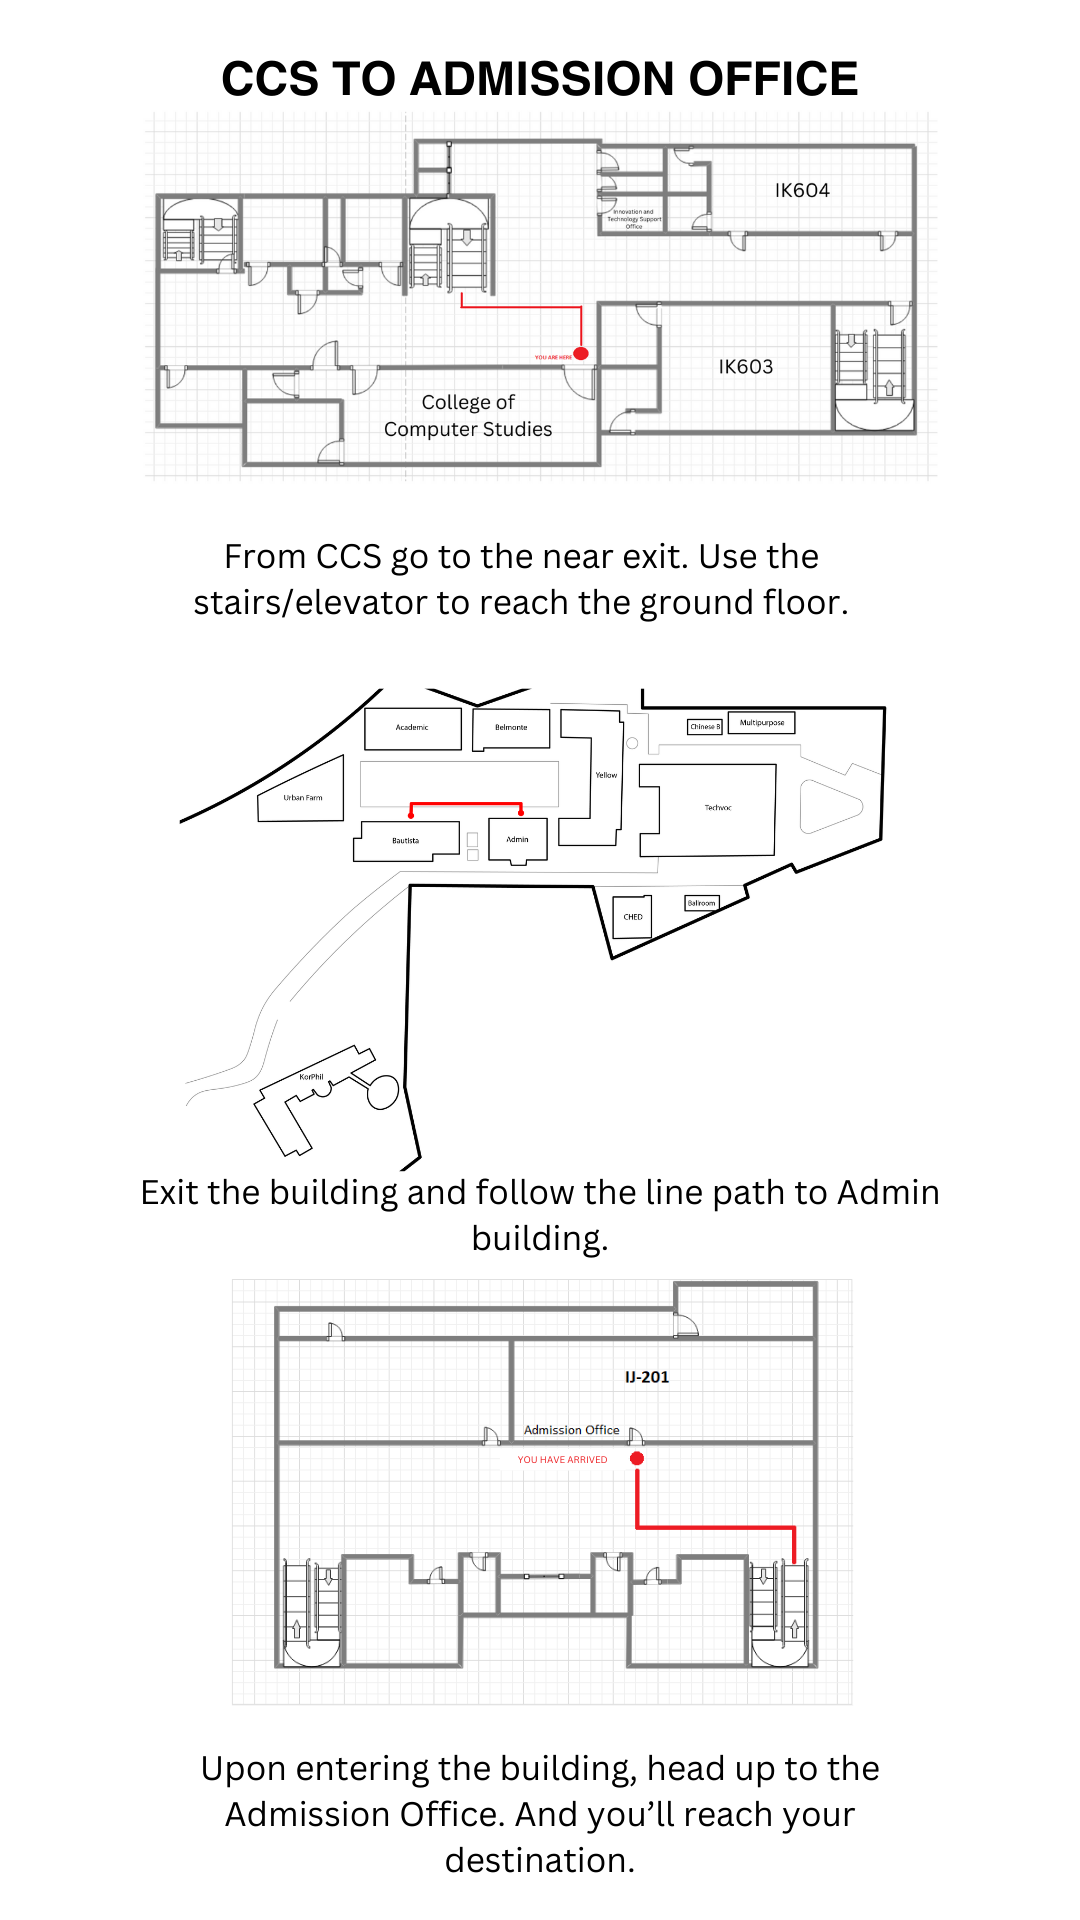 CCS TO ADMISSION OFFICE
IK604
Innovation and
Technology Support
Office
YOU ARE HERE
IK603
College of
Computer Studies
From CCS go to the near exit. Use the
stairs/elevator to reach the ground floor.
Academic
Belmonte
Chinese B
Multipurpose
Yellow
Urban Farm
Techvoc
Bautista
Admin
CHED
Ballroom
KorPhil
Exit the building and follow the line path to Admin
building.
IJ-201
Admission Office
YOU HAVE ARRIVED
Upon entering the building, head up to the
Admission Office. And you’ll reach your
destination.